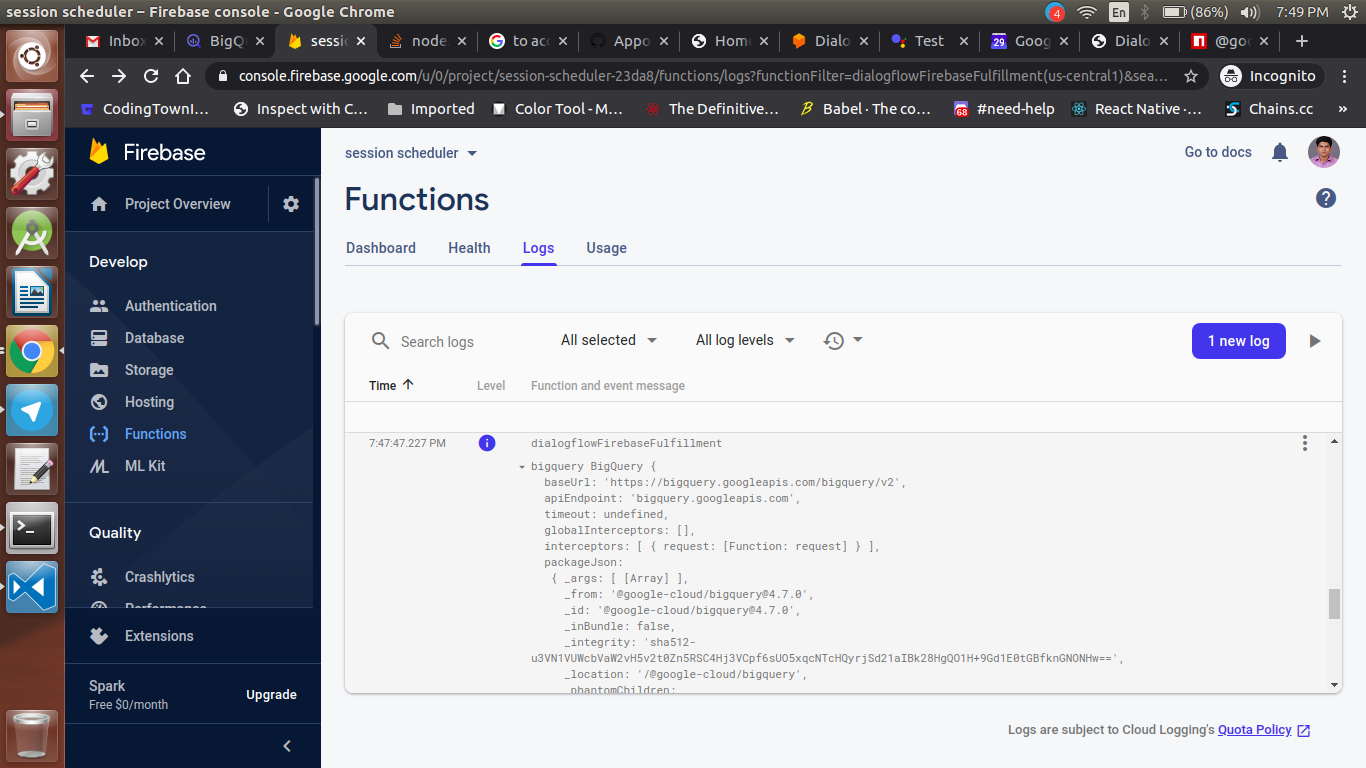 session scheduler – Firebase console - Google Chrome
4 En (86%) 7:49 PM
Inbox BigQ sessi node. to acc Appo Hom Dialo Test 29 Goog Dialo @goo
console.firebase.google.com/u/0/project/session-scheduler-23da8/functions/logs?functionFilter=dialogflowFirebaseFulfillment(us-central1)&sea... Incognito
CodingTownI... Inspect with C... Imported Color Tool - M... The Definitive... Babel · The co... 68 #need-help React Native ·... Chains.cc »
Firebase
Project Overview
Develop
Authentication
Database
Storage
Hosting
Functions
ML Kit
Quality
Crashlytics
Performance
Extensions
Spark
Free $0/month
Upgrade
session scheduler
Go to docs
Functions
Dashboard Health Logs Usage
Search logs All selected All log levels 1 new log
Time Level Function and event message
7:47:47.227 PM dialogflowFirebaseFulfillment
bigquery BigQuery {
baseUrl: 'https://bigquery.googleapis.com/bigquery/v2',
apiEndpoint: 'bigquery.googleapis.com',
timeout: undefined,
globalInterceptors: [],
interceptors: [ { request: [Function: request] } ],
packageJson:
{ _args: [ [Array] ],
_from: '@google-cloud/bigquery@4.7.0',
_id: '@google-cloud/bigquery@4.7.0',
_inBundle: false,
_integrity: 'sha512-
u3VN1VUWcbVaW2vH5v2t0Zn5RSC4Hj3VCpf6sUO5xqcNTcHQyrjSd21aIBk28HgQO1H+9Gd1E0tGBfknGNONHw==',
_location: '/@google-cloud/bigquery',
_phantomChildren:
Logs are subject to Cloud Logging's Quota Policy